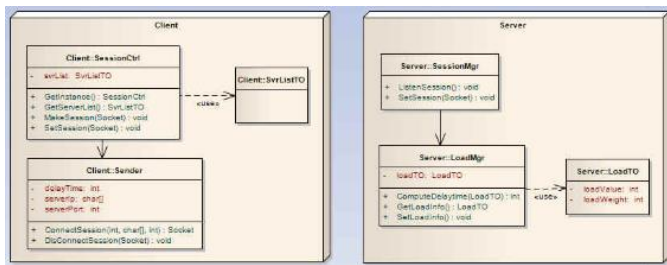 Client
Client::SessionCtrl
- svrList: SvrListTO
+ GetInstance() : SessionCtrl
+ GetServerList() : SvrListTO
+ MakeSession(Socket) : void
+ SetSession(Socket) : void
«use»
Client::SvrListTO
Client::Sender
- delayTime: int
- serverIp: char[]
- serverPort: int
+ ConnectSession(int, char[], int) : Socket
+ DisConnectSession(Socket) : void
Server
Server::SessionMgr
+ ListenSession() : void
+ SetSession(Socket) : void
Server::LoadMgr
- loadTO: LoadTO
+ ComputeDelaytime(LoadTO) : int
+ GetLoadInfo() : LoadTO
+ SetLoadInfo() : void
«use»
Server::LoadTO
- loadValue: int
- loadWeight: int